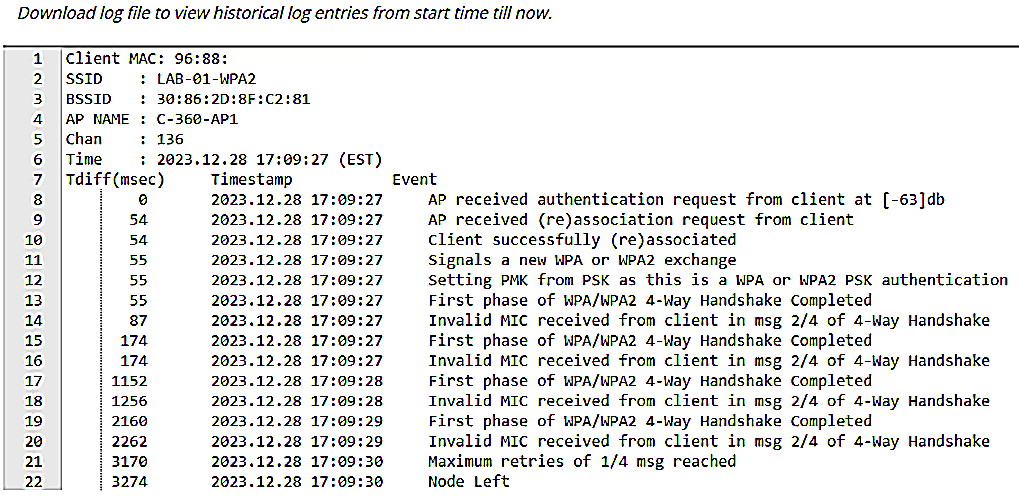 Download log file to view historical log entries from start time till now.
1 Client MAC: 96:88:
2 SSID : LAB-01-WPA2
3 BSSID : 30:86:2D:8F:C2:81
4 AP NAME : C-360-AP1
5 Chan : 136
6 Time : 2023.12.28 17:09:27 (EST)
7 Tdiff(msec) Timestamp Event
8 0 2023.12.28 17:09:27 AP received authentication request from client at [-63]db
9 54 2023.12.28 17:09:27 AP received (re)association request from client
10 54 2023.12.28 17:09:27 Client successfully (re)associated
11 55 2023.12.28 17:09:27 Signals a new WPA or WPA2 exchange
12 55 2023.12.28 17:09:27 Setting PMK from PSK as this is a WPA or WPA2 PSK authentication
13 55 2023.12.28 17:09:27 First phase of WPA/WPA2 4-Way Handshake Completed
14 87 2023.12.28 17:09:27 Invalid MIC received from client in msg 2/4 of 4-Way Handshake
15 174 2023.12.28 17:09:27 First phase of WPA/WPA2 4-Way Handshake Completed
16 174 2023.12.28 17:09:27 Invalid MIC received from client in msg 2/4 of 4-Way Handshake
17 1152 2023.12.28 17:09:28 First phase of WPA/WPA2 4-Way Handshake Completed
18 1256 2023.12.28 17:09:28 Invalid MIC received from client in msg 2/4 of 4-Way Handshake
19 2160 2023.12.28 17:09:29 First phase of WPA/WPA2 4-Way Handshake Completed
20 2262 2023.12.28 17:09:29 Invalid MIC received from client in msg 2/4 of 4-Way Handshake
21 3170 2023.12.28 17:09:30 Maximum retries of 1/4 msg reached
22 3274 2023.12.28 17:09:30 Node Left